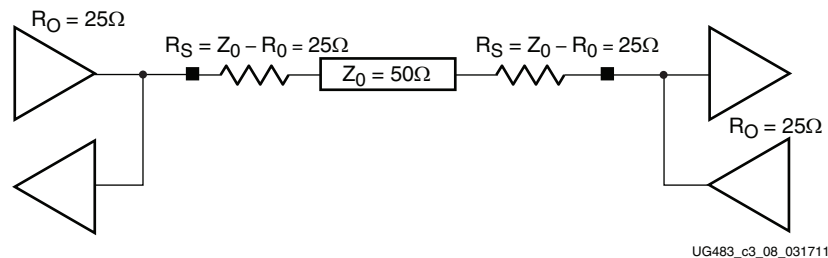 R_O = 25Ω
R_S = Z_0 – R_0 = 25Ω
R_S = Z_0 – R_0 = 25Ω
Z_0 = 50Ω
R_O = 25Ω
UG483_c3_08_031711